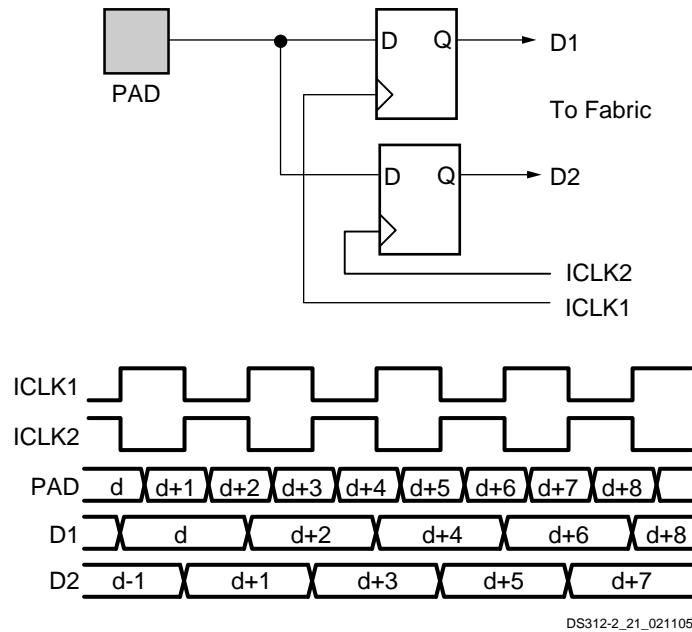 D Q D1
PAD
To Fabric
D Q D2
ICLK2
ICLK1
ICLK1
ICLK2
PAD d d+1 d+2 d+3 d+4 d+5 d+6 d+7 d+8
D1 d d+2 d+4 d+6 d+8
D2 d-1 d+1 d+3 d+5 d+7
DS312-2_21_021105